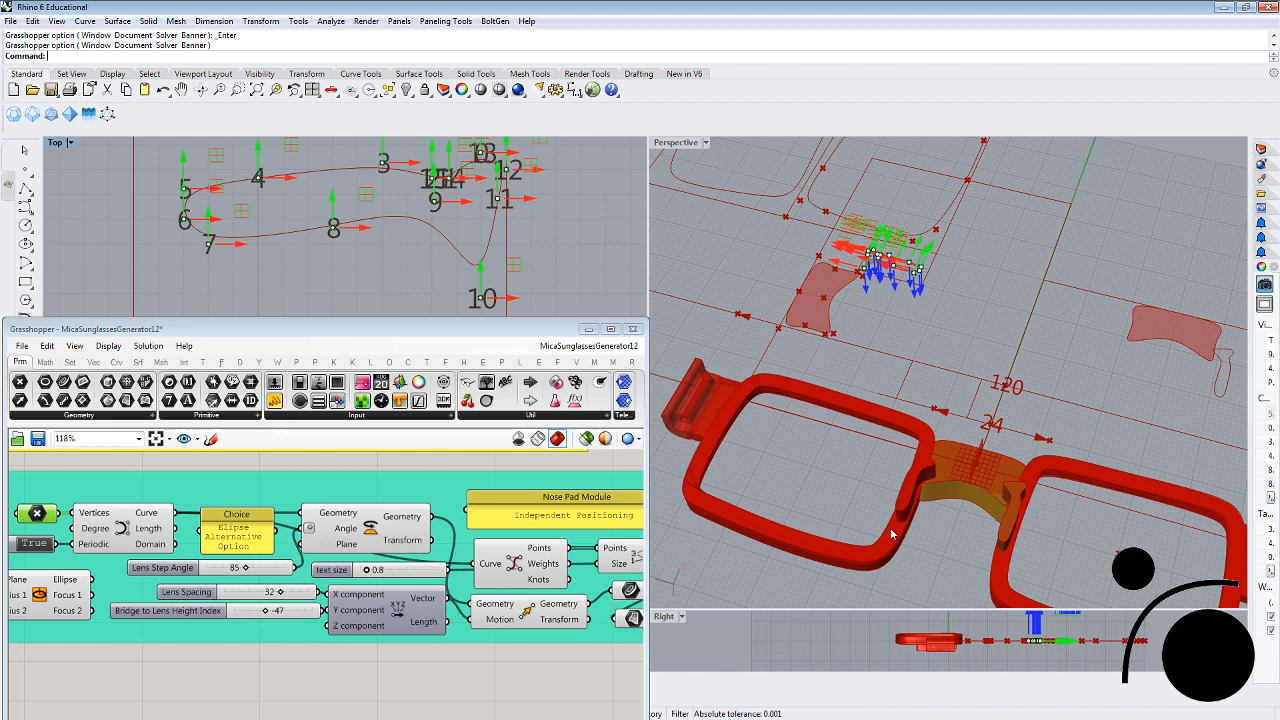 Rhino 6 Educational
File Edit View Curve Surface Solid Mesh Dimension Transform Tools Analyze Render Panels Paneling Tools BoltGen Help
Grasshopper option ( Window Document Solver Banner ): _Enter
Grasshopper option ( Window Document Solver Banner )
Command:
Standard Set View Display Select Viewport Layout Visibility Transform Curve Tools Surface Tools Solid Tools Mesh Tools Render Tools Drafting New in V6
Top
Perspective
3
12
5
4
14
6
9
11
7
8
10
120
24
Right
Grasshopper - MicaSunglassesGenerator12*
File Edit View Display Solution Help
MicaSunglassesGenerator12
Prm Math Set Vec Crv Srf Mah Int
Geometry
Primitive
Input
Util
Tele...
118%
Nose Pad Module
Independent Positioning
Vertices Curve
Degree Length
Periodic Domain
True
Choice
Elipse
Alternative
Option
Geometry Geometry
Angle
Plane Transform
Lens Step Angle 85
text size 0.8
Points
Curve Weights
Knots
Points
Size
Plane Ellipse
Focus 1
Focus 2
Lens Spacing 32
Bridge to Lens Height Index -47
X component Vector
Y component
Z component Length
Geometry Geometry
Motion Transform
Filter Absolute tolerance: 0.001